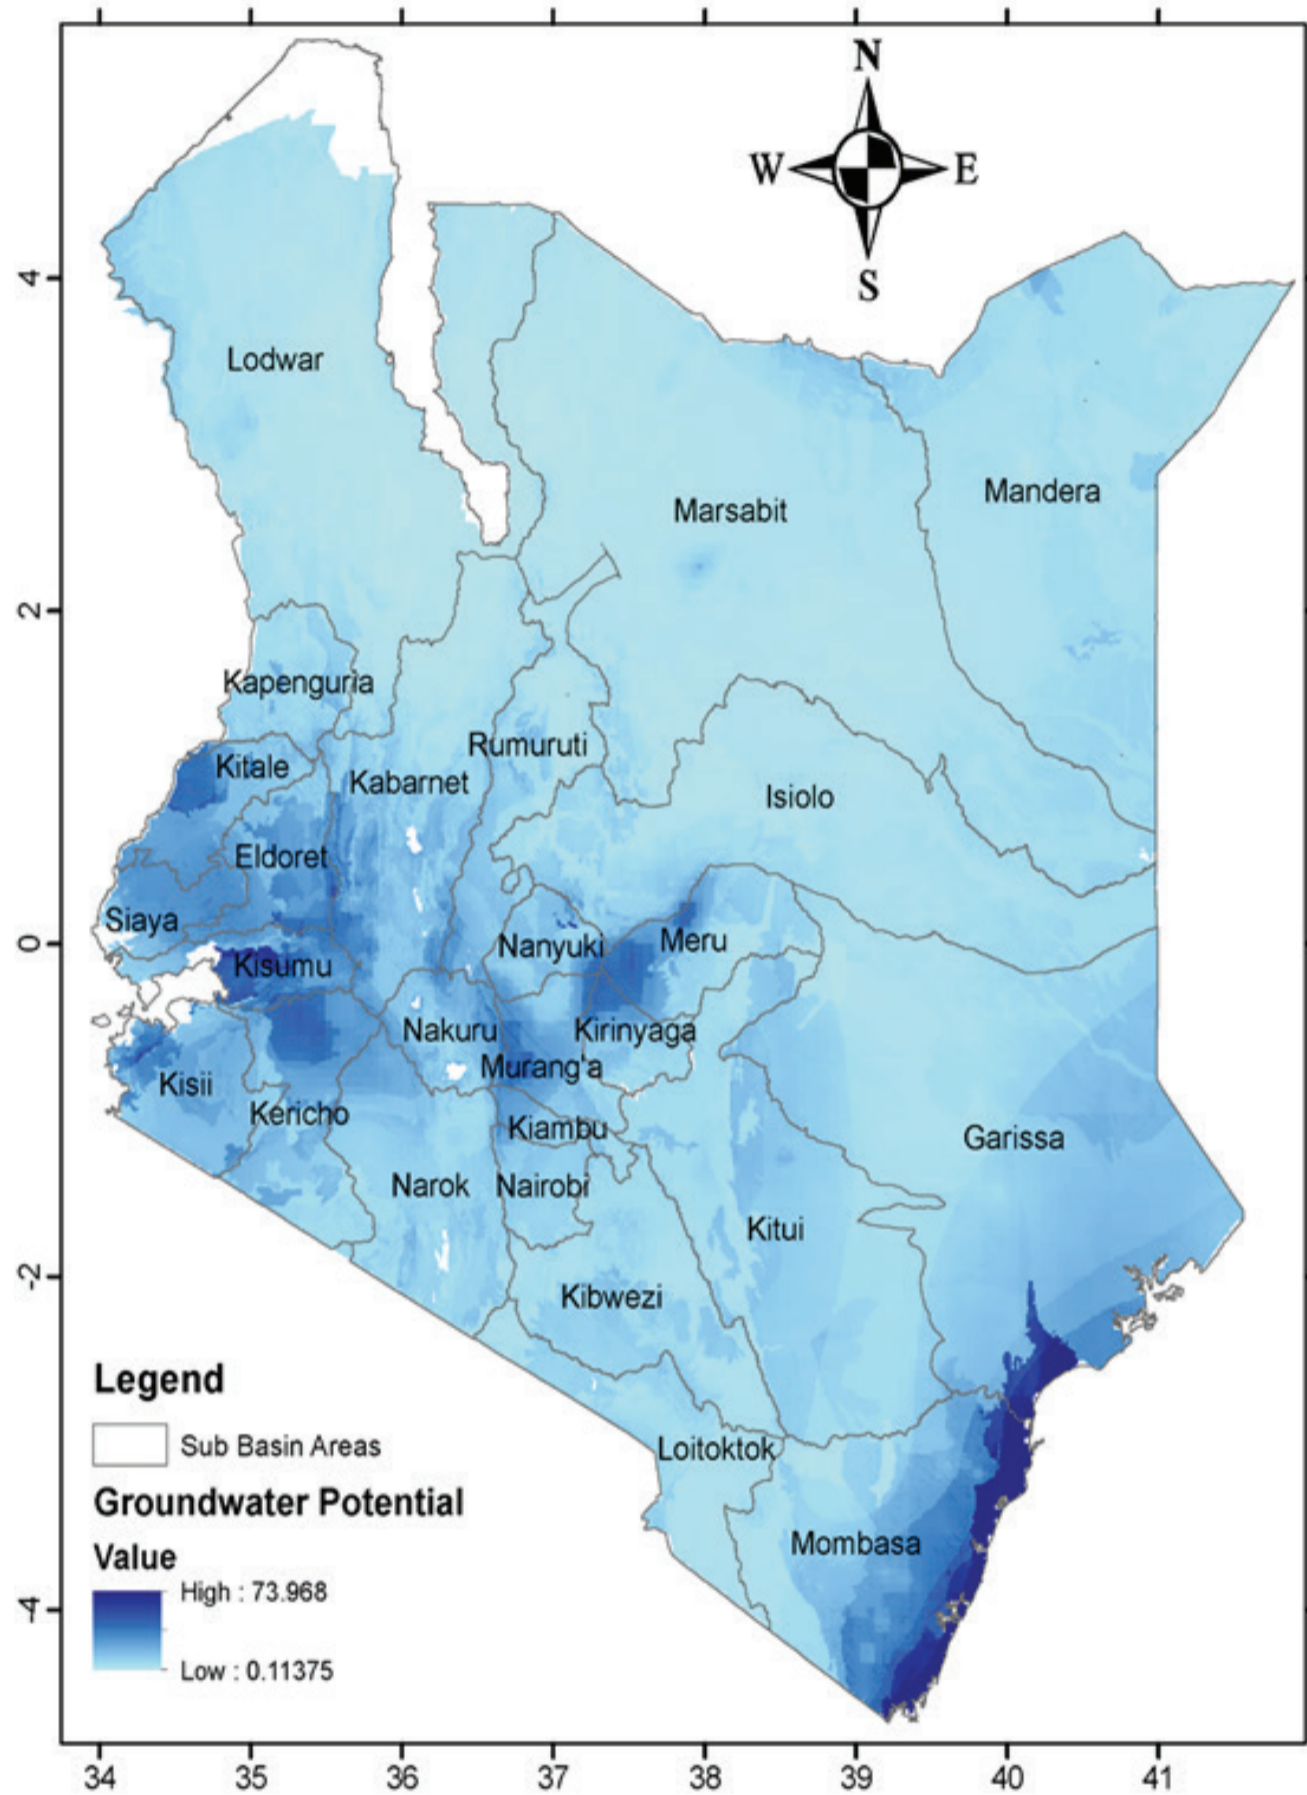 N
W E
S
4
Lodwar
Mandera
Marsabit
2
Kapenguria
Rumuruti
Kitale
Kabarnet
Isiolo
Eldoret
Siaya
0
Nanyuki
Meru
Kisumu
Nakuru
Kirinyaga
Murang'a
Kisii
Kericho
Kiambu
Garissa
Narok
Nairobi
Kitui
-2
Kibwezi
Legend
Sub Basin Areas
Loitoktok
Groundwater Potential
Mombasa
Value
High : 73.968
-4
Low : 0.11375
34 35 36 37 38 39 40 41